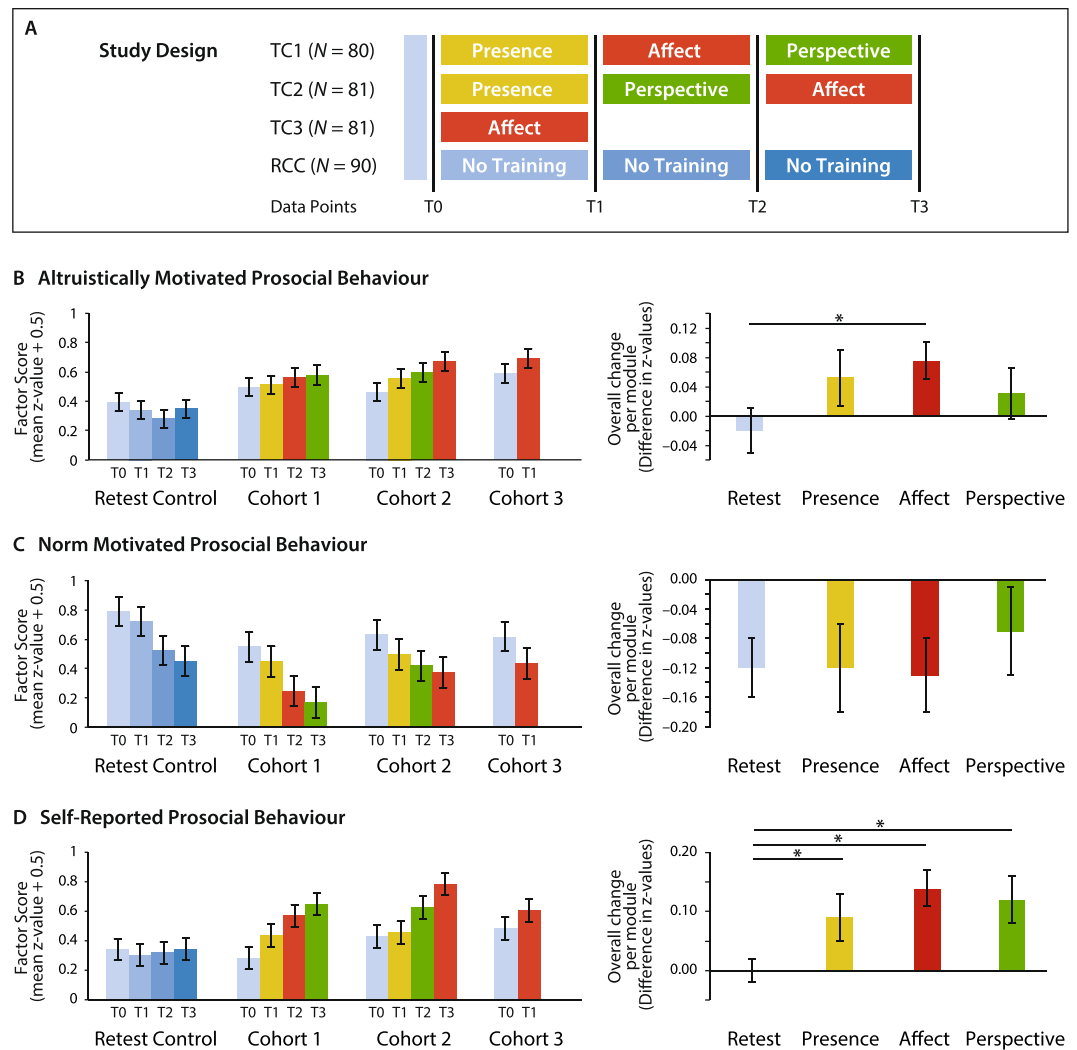 A
Study Design
TC1 (N = 80) Presence Affect Perspective
TC2 (N = 81) Presence Perspective Affect
TC3 (N = 81) Affect
RCC (N = 90) No Training No Training No Training
Data Points T0 T1 T2 T3
B Altruistically Motivated Prosocial Behaviour
Factor Score
(mean z-value + 0.5)
1
0.8
0.6
0.4
0.2
0
T0 T1 T2 T3 T0 T1 T2 T3 T0 T1 T2 T3 T0 T1
Retest Control Cohort 1 Cohort 2 Cohort 3
Overall change
per module
(Difference in z-values)
0.12
0.08
0.04
0.00
–0.04
*
Retest Presence Affect Perspective
C Norm Motivated Prosocial Behaviour
Factor Score
(mean z-value + 0.5)
1
0.8
0.6
0.4
0.2
0
T0 T1 T2 T3 T0 T1 T2 T3 T0 T1 T2 T3 T0 T1
Retest Control Cohort 1 Cohort 2 Cohort 3
Overall change
per module
(Difference in z-values)
0.00
–0.04
–0.08
–0.12
–0.16
–0.20
Retest Presence Affect Perspective
D Self-Reported Prosocial Behaviour
Factor Score
(mean z-value + 0.5)
1
0.8
0.6
0.4
0.2
0
T0 T1 T2 T3 T0 T1 T2 T3 T0 T1 T2 T3 T0 T1
Retest Control Cohort 1 Cohort 2 Cohort 3
Overall change
per module
(Difference in z-values)
0.20
0.10
0.00
*
*
*
Retest Presence Affect Perspective